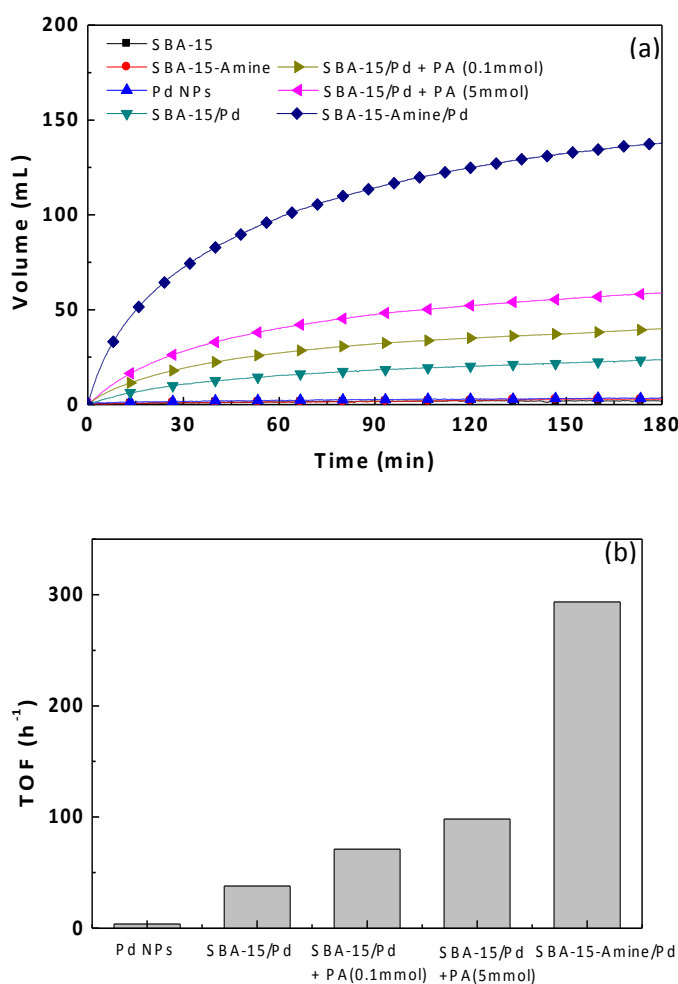 (a)
SBA-15
SBA-15-Amine
Pd NPs
SBA-15/Pd
SBA-15/Pd + PA (0.1mmol)
SBA-15/Pd + PA (5mmol)
SBA-15-Amine/Pd
Volume (mL)
200
150
100
50
0
0 30 60 90 120 150 180
Time (min)
(b)
TOF (h-1)
300
200
100
0
Pd NPs
SBA-15/Pd
SBA-15/Pd
+ PA(0.1mmol)
SBA-15/Pd
+PA(5mmol)
SBA-15-Amine/Pd